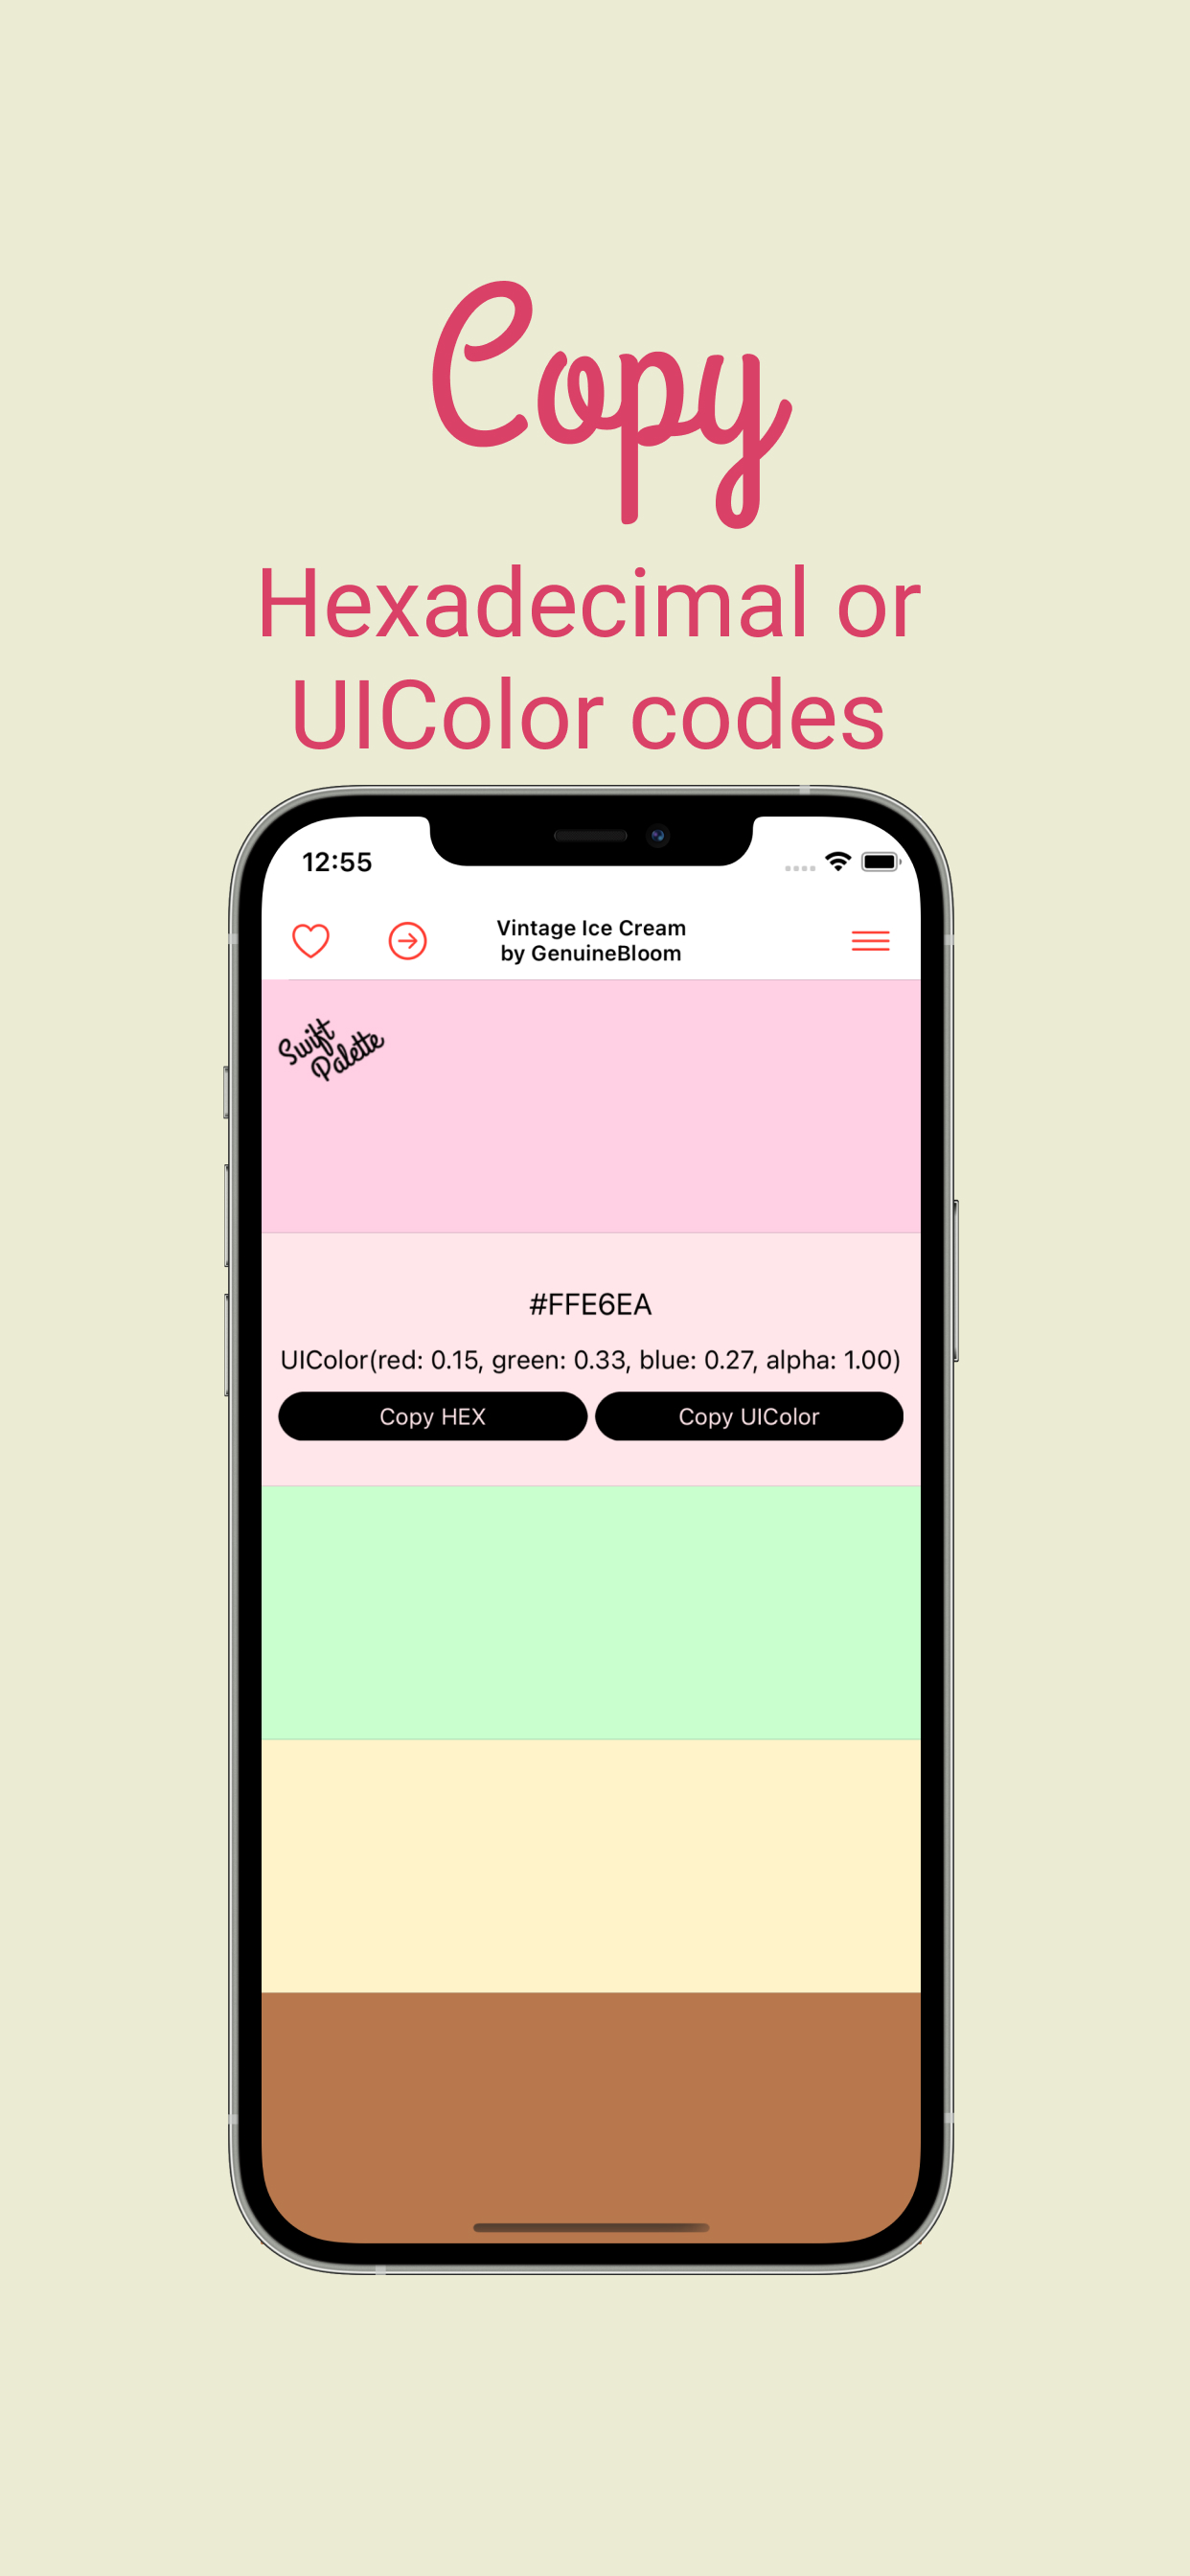 Copy
Hexadecimal or
UIColor codes
12:55
Vintage Ice Cream
by GenuineBloom
Swift
Palette
#FFE6EA
UIColor(red: 0.15, green: 0.33, blue: 0.27, alpha: 1.00)
Copy HEX
Copy UIColor